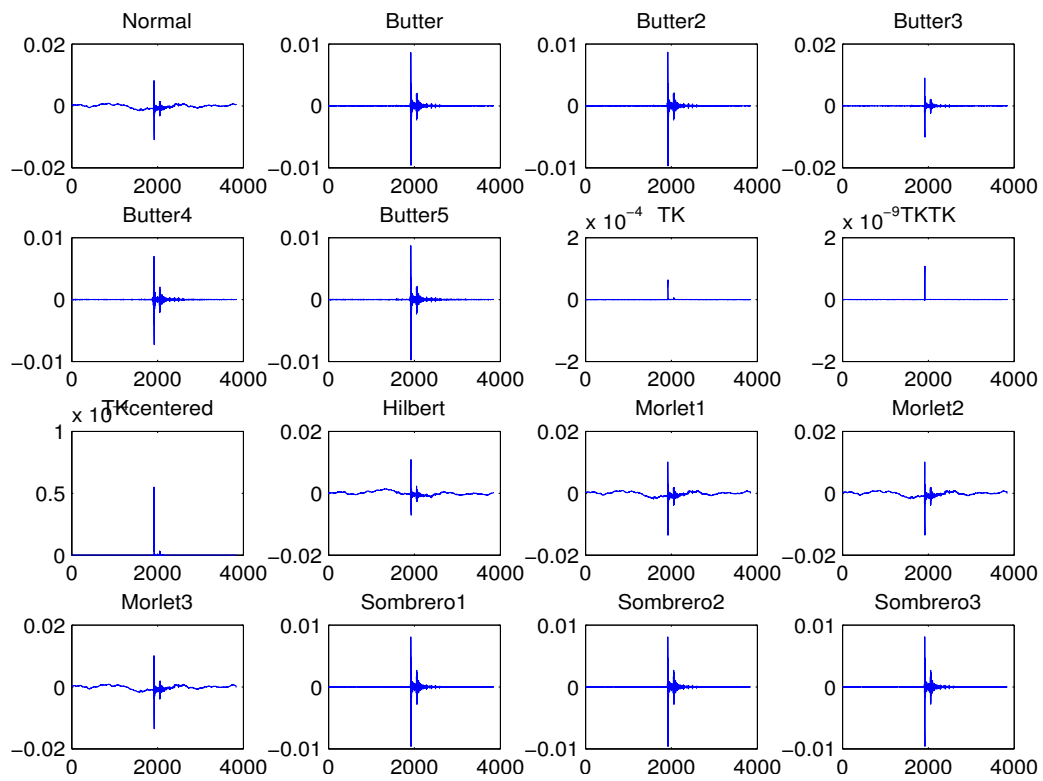 Normal Butter Butter2 Butter3
0.02 0.01 0.01 0.02
0 0 0 0
−0.02 −0.01 −0.01 −0.02
0 2000 4000 0 2000 4000 0 2000 4000 0 2000 4000
Butter4 Butter5 x 10⁻⁴ TK x 10⁻⁹TKTK
0.01 0.01 2 2
0 0 0 0
−0.01 −0.01 −2 −2
0 2000 4000 0 2000 4000 0 2000 4000 0 2000 4000
x 10 TKcentered Hilbert Morlet1 Morlet2
1 0.02 0.02 0.02
0.5 0 0 0
0 −0.02 −0.02 −0.02
0 2000 4000 0 2000 4000 0 2000 4000 0 2000 4000
Morlet3 Sombrero1 Sombrero2 Sombrero3
0.02 0.01 0.01 0.01
0 0 0 0
−0.02 −0.01 −0.01 −0.01
0 2000 4000 0 2000 4000 0 2000 4000 0 2000 4000